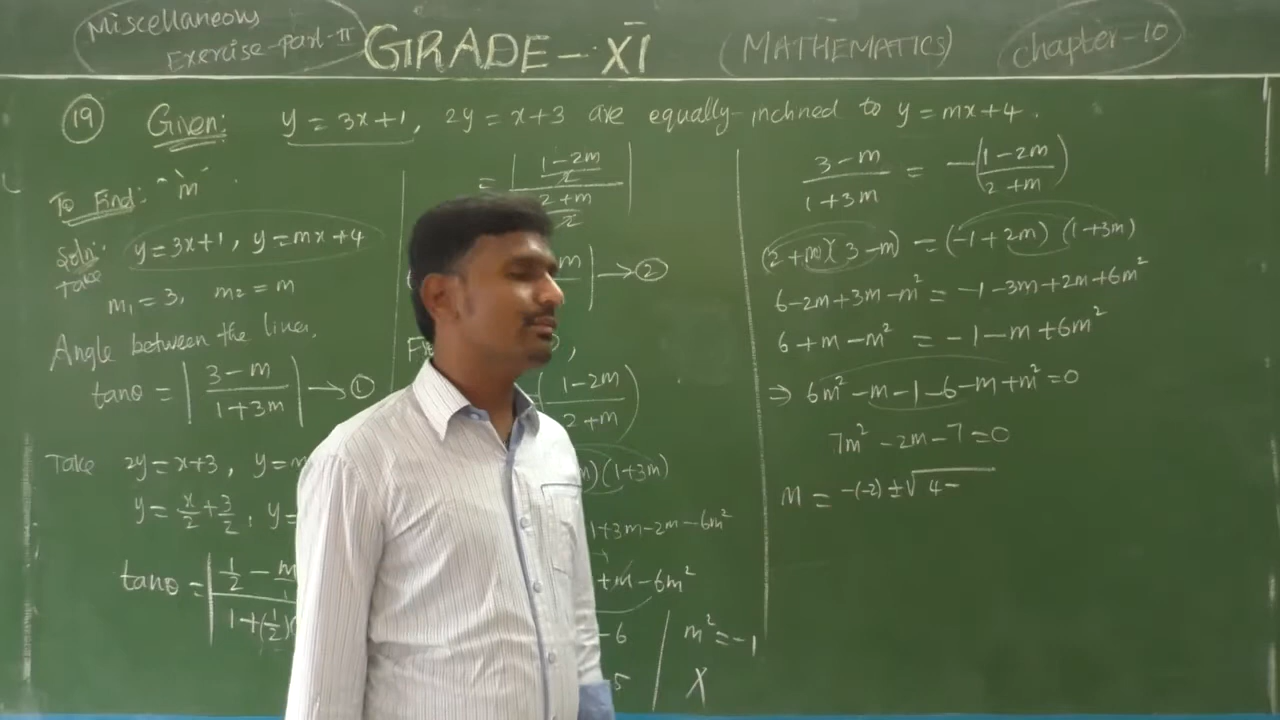 Miscellaneous
Exercise-part-II
GRADE-XI
(MATHEMATICS)
chapter-10
19 Given: y = 3x+1, 2y = x+3 are equally inclined to y = mx+4.
To Find: "m".
Soln:
Take
y=3x+1, y=mx+4
m₁ = 3, m₂ = m
Angle between the lines,
tanθ = |(3-m)/(1+3m)| → ①
Take 2y = x+3, y=m
y = x/2 + 3/2, y=
tanθ = |(1/2 - m)/(1+(1/2)
= |((1-2m)/2)/((2+m)/2)|
m| → ②
,
(1-2m)/(2+m))
m)(1+3m)
1+3m-2m-6m²
+m-6m²
-6
5
m² = -1
X
(3-m)/(1+3m) = -((1-2m)/(2+m))
(2+m)(3-m) = (-1+2m)(1+3m)
6-2m+3m-m² = -1-3m+2m+6m²
6+m-m² = -1-m+6m²
⇒ 6m²-m-1-6-m+m²=0
7m²-2m-7=0
M = -(-2) ± √4-